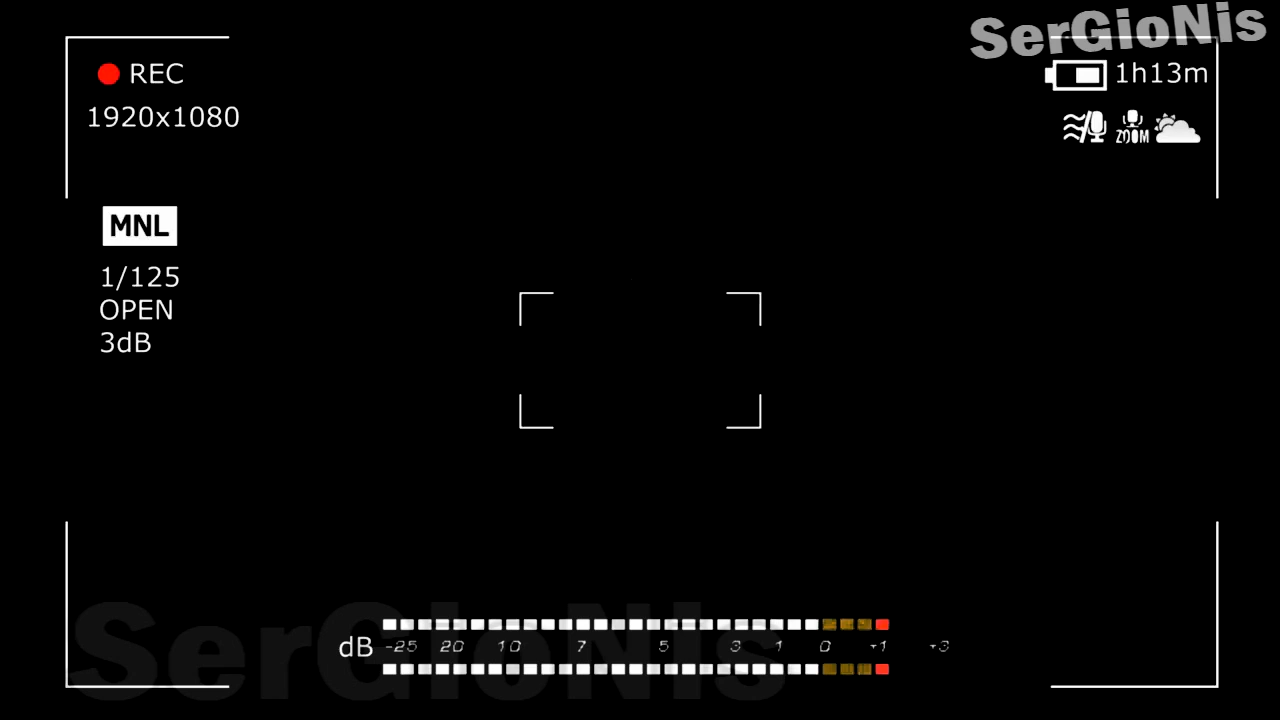 SerGioNis
REC
1h13m
1920x1080
ZOOM
MNL
1/125
OPEN
3dB
SerGioNis
dB -25 20 10 7 5 3 1 0 +1 +3